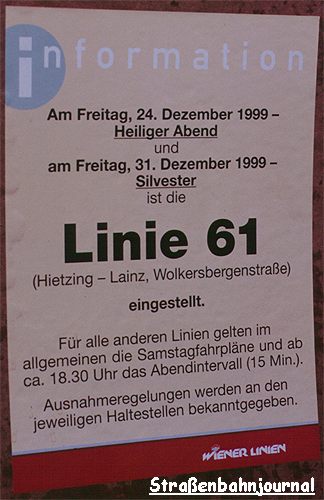 information
Am Freitag, 24. Dezember 1999 –
Heiliger Abend
und
am Freitag, 31. Dezember 1999 –
Silvester
ist die
Linie 61
(Hietzing – Lainz, Wolkersbergenstraße)
eingestellt.
Für alle anderen Linien gelten im
allgemeinen die Samstagfahrpläne und ab
ca. 18.30 Uhr das Abendintervall (15 Min.).
Ausnahmeregelungen werden an den
jeweiligen Haltestellen bekanntgegeben.
WIENER LINIEN
Straßenbahnjournal